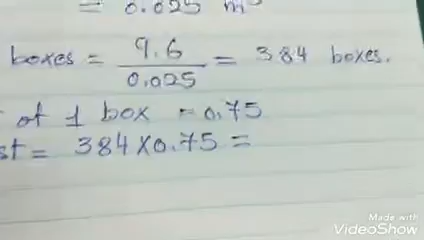 = 0.025 m³
boxes = 9.6 / 0.025 = 384 boxes.
of 1 box = 0.75
st = 384 x 0.75 =
Made with
VideoShow